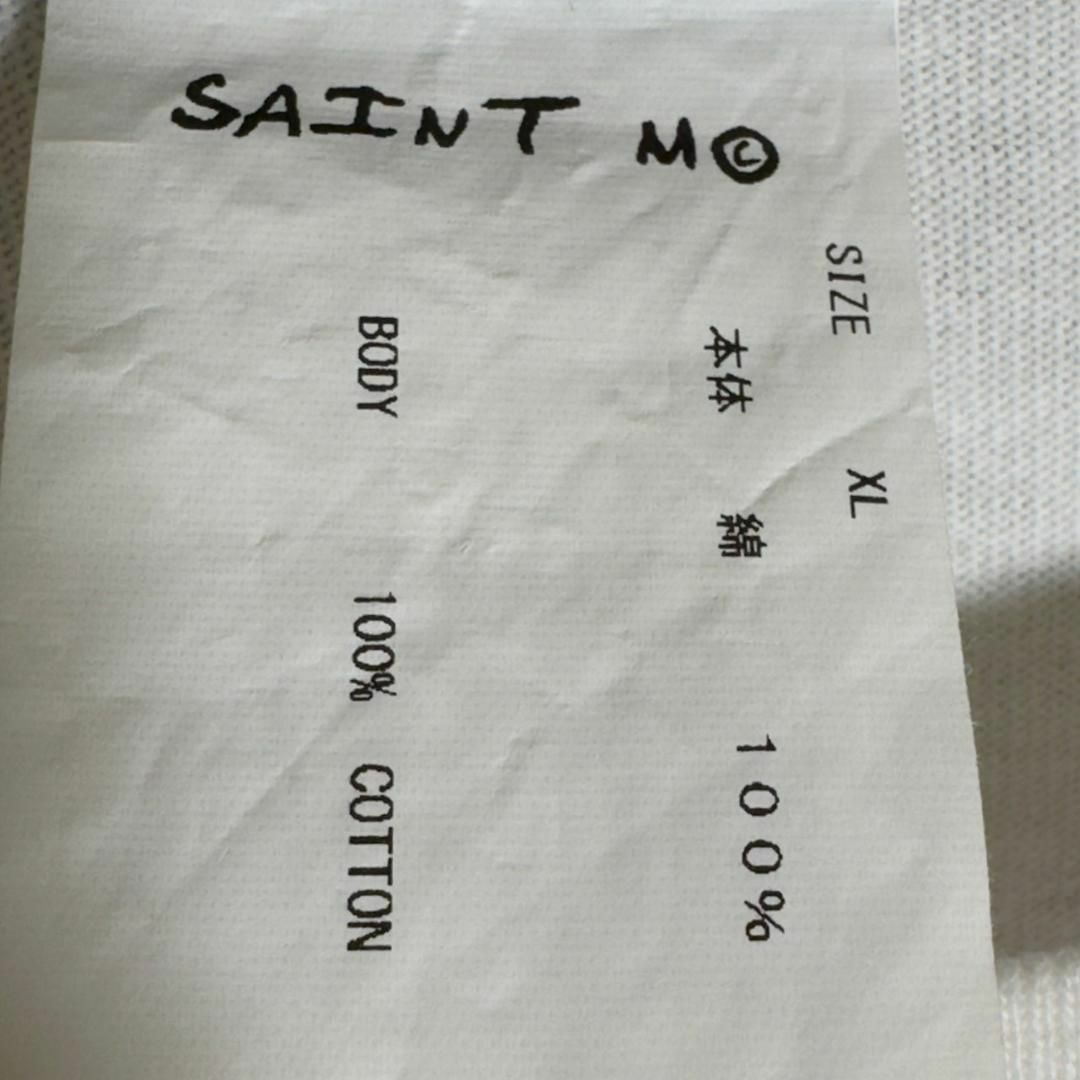 SAINT M©
SIZE XL
本体 綿 100%
BODY 100% COTTON